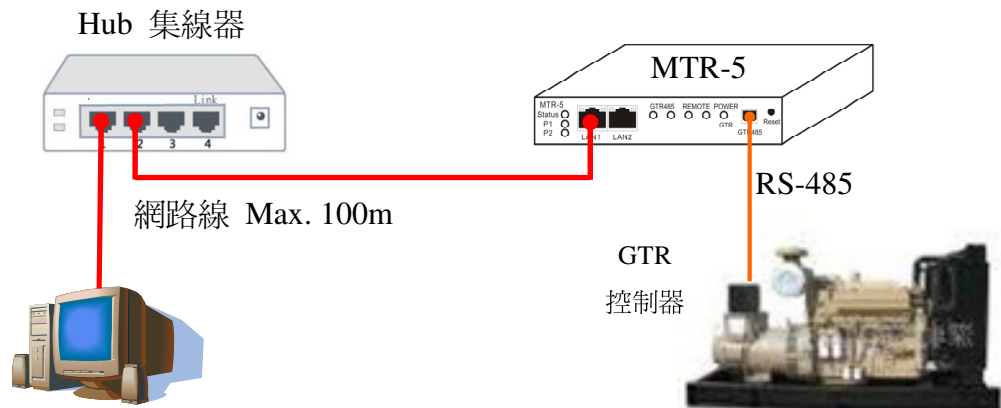 Hub 集線器
Link
1 2 3 4
MTR-5
MTR-5
Status
P1
P2
LAN1 LAN2
GTR485 REMOTE POWER
GTR
GTR485
Reset
RS-485
網路線 Max. 100m
GTR
控制器